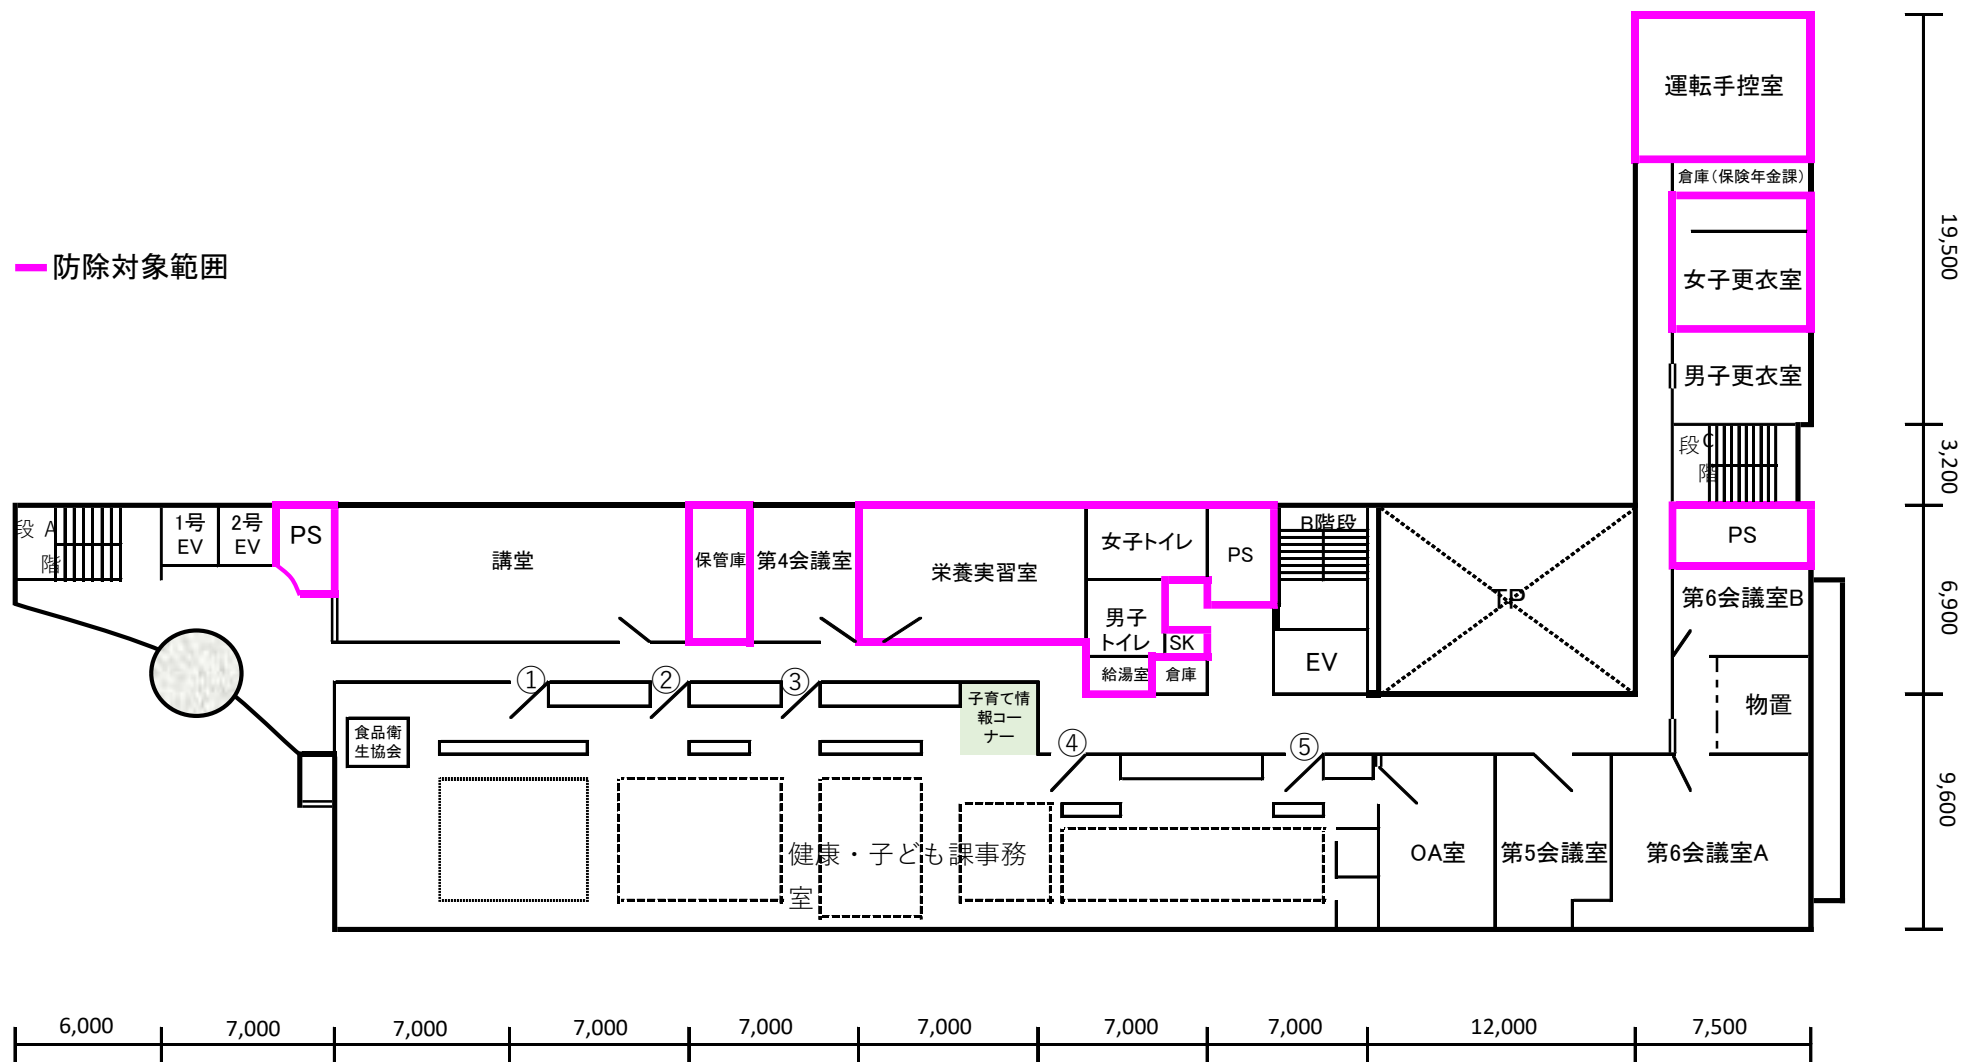 運転手控室
倉庫(保険年金課)
19,500
防除対象範囲
女子更衣室
男子更衣室
段C
階
3,200
段 A
階
1号
EV
2号
EV
PS
講堂
保管庫
第4会議室
栄養実習室
女子トイレ
PS
B階段
TP
PS
男子
トイレ
SK
給湯室
倉庫
EV
第6会議室B
6,900
物置
①
②
③
子育て情
報コー
ナー
食品衛
生協会
④
⑤
9,600
健康・子ども課事務
室
OA室
第5会議室
第6会議室A
6,000
7,000
7,000
7,000
7,000
7,000
7,000
7,000
12,000
7,500